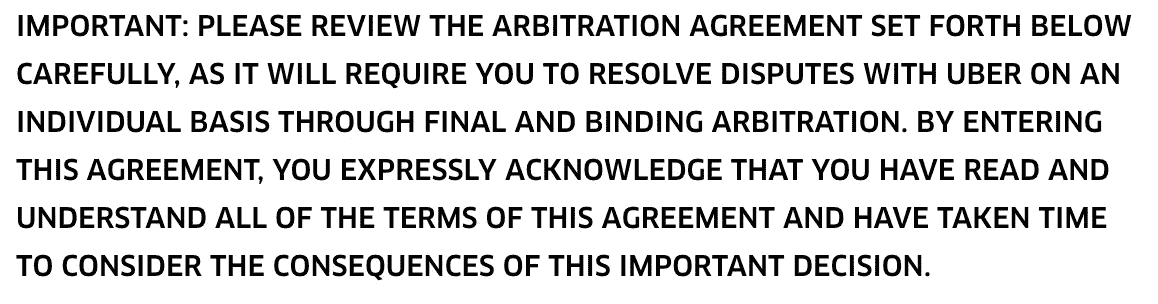 IMPORTANT: PLEASE REVIEW THE ARBITRATION AGREEMENT SET FORTH BELOW
CAREFULLY, AS IT WILL REQUIRE YOU TO RESOLVE DISPUTES WITH UBER ON AN
INDIVIDUAL BASIS THROUGH FINAL AND BINDING ARBITRATION. BY ENTERING
THIS AGREEMENT, YOU EXPRESSLY ACKNOWLEDGE THAT YOU HAVE READ AND
UNDERSTAND ALL OF THE TERMS OF THIS AGREEMENT AND HAVE TAKEN TIME
TO CONSIDER THE CONSEQUENCES OF THIS IMPORTANT DECISION.